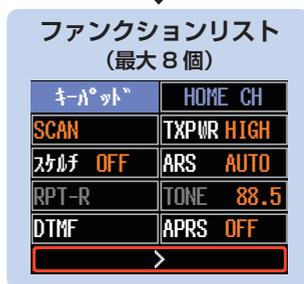 ファンクションリスト
（最大 8 個）
ｷｰﾊﾟｯﾄﾞ HOME CH
SCAN TXPWR HIGH
ｽｹﾙﾁ OFF ARS AUTO
RPT-R TONE 88.5
DTMF APRS OFF
>